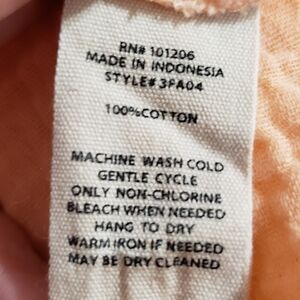 RN# 101206
MADE IN INDONESIA
STYLE# 3FA04
100%COTTON
MACHINE WASH COLD
GENTLE CYCLE
ONLY NON-CHLORINE
BLEACH WHEN NEEDED
HANG TO DRY
WARM IRON IF NEEDED
MAY BE DRY CLEANED